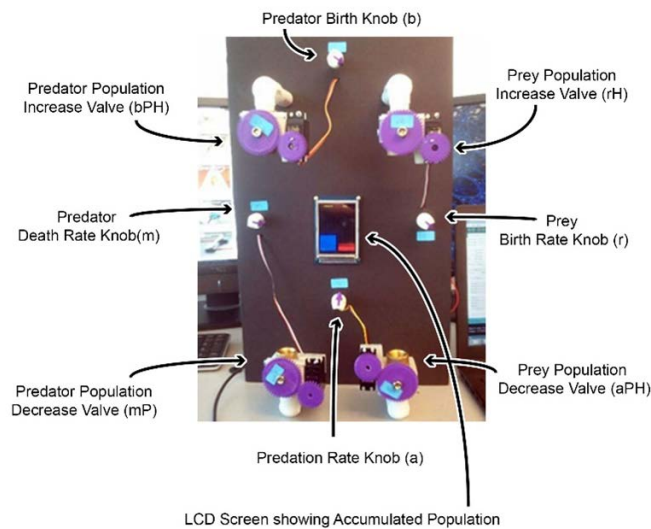 Predator Birth Knob (b)
Predator Population
Increase Valve (bPH)
Prey Population
Increase Valve (rH)
Predator
Death Rate Knob(m)
Prey
Birth Rate Knob (r)
Predator Population
Decrease Valve (mP)
Prey Population
Decrease Valve (aPH)
Predation Rate Knob (a)
LCD Screen showing Accumulated Population